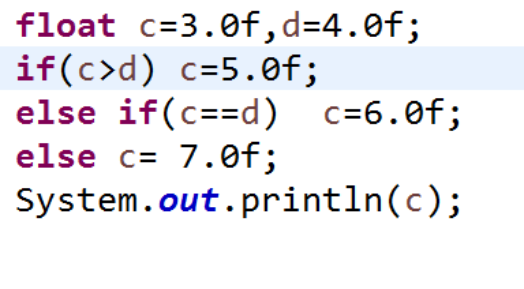 float c=3.0f,d=4.0f;
if(c>d) c=5.0f;
else if(c==d)  c=6.0f;
else c= 7.0f;
System.out.println(c);